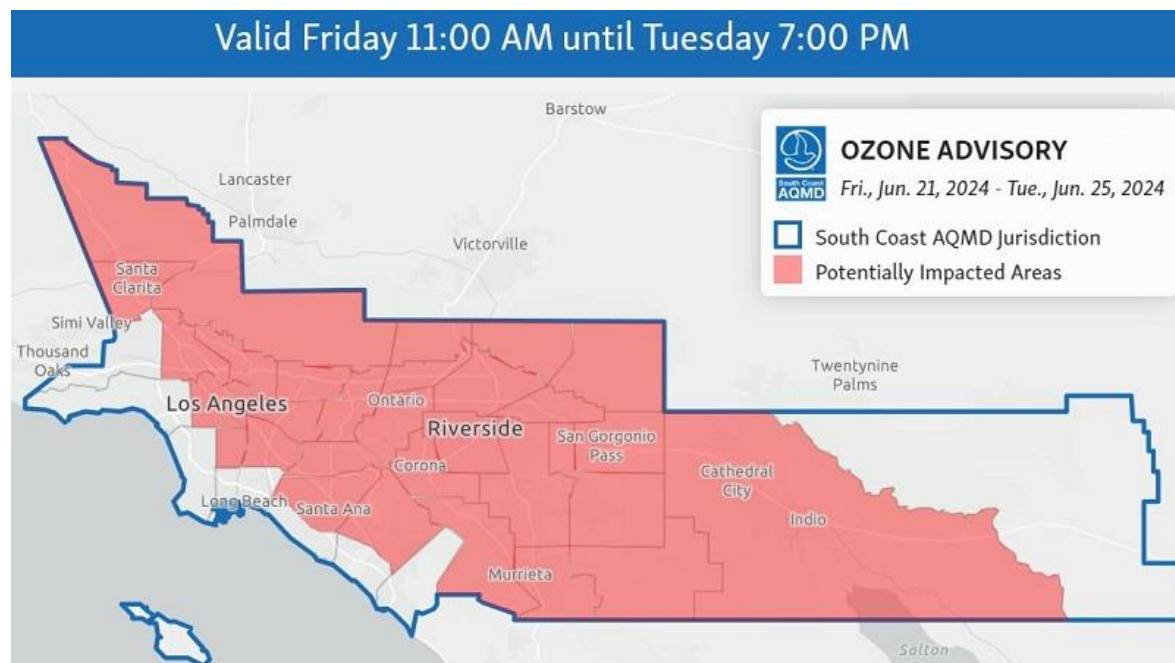 Valid Friday 11:00 AM until Tuesday 7:00 PM
Barstow
South Coast
AQMD
OZONE ADVISORY
Fri., Jun. 21, 2024 - Tue., Jun. 25, 2024
South Coast AQMD Jurisdiction
Potentially Impacted Areas
Lancaster
Palmdale
Victorville
Santa
Clarita
Simi Valley
Thousand
Oaks
Twentynine
Palms
Los Angeles
Ontario
Riverside
San Gorgonio
Pass
Corona
Cathedral
City
Long Beach
Santa Ana
Indio
Murrieta
Salton